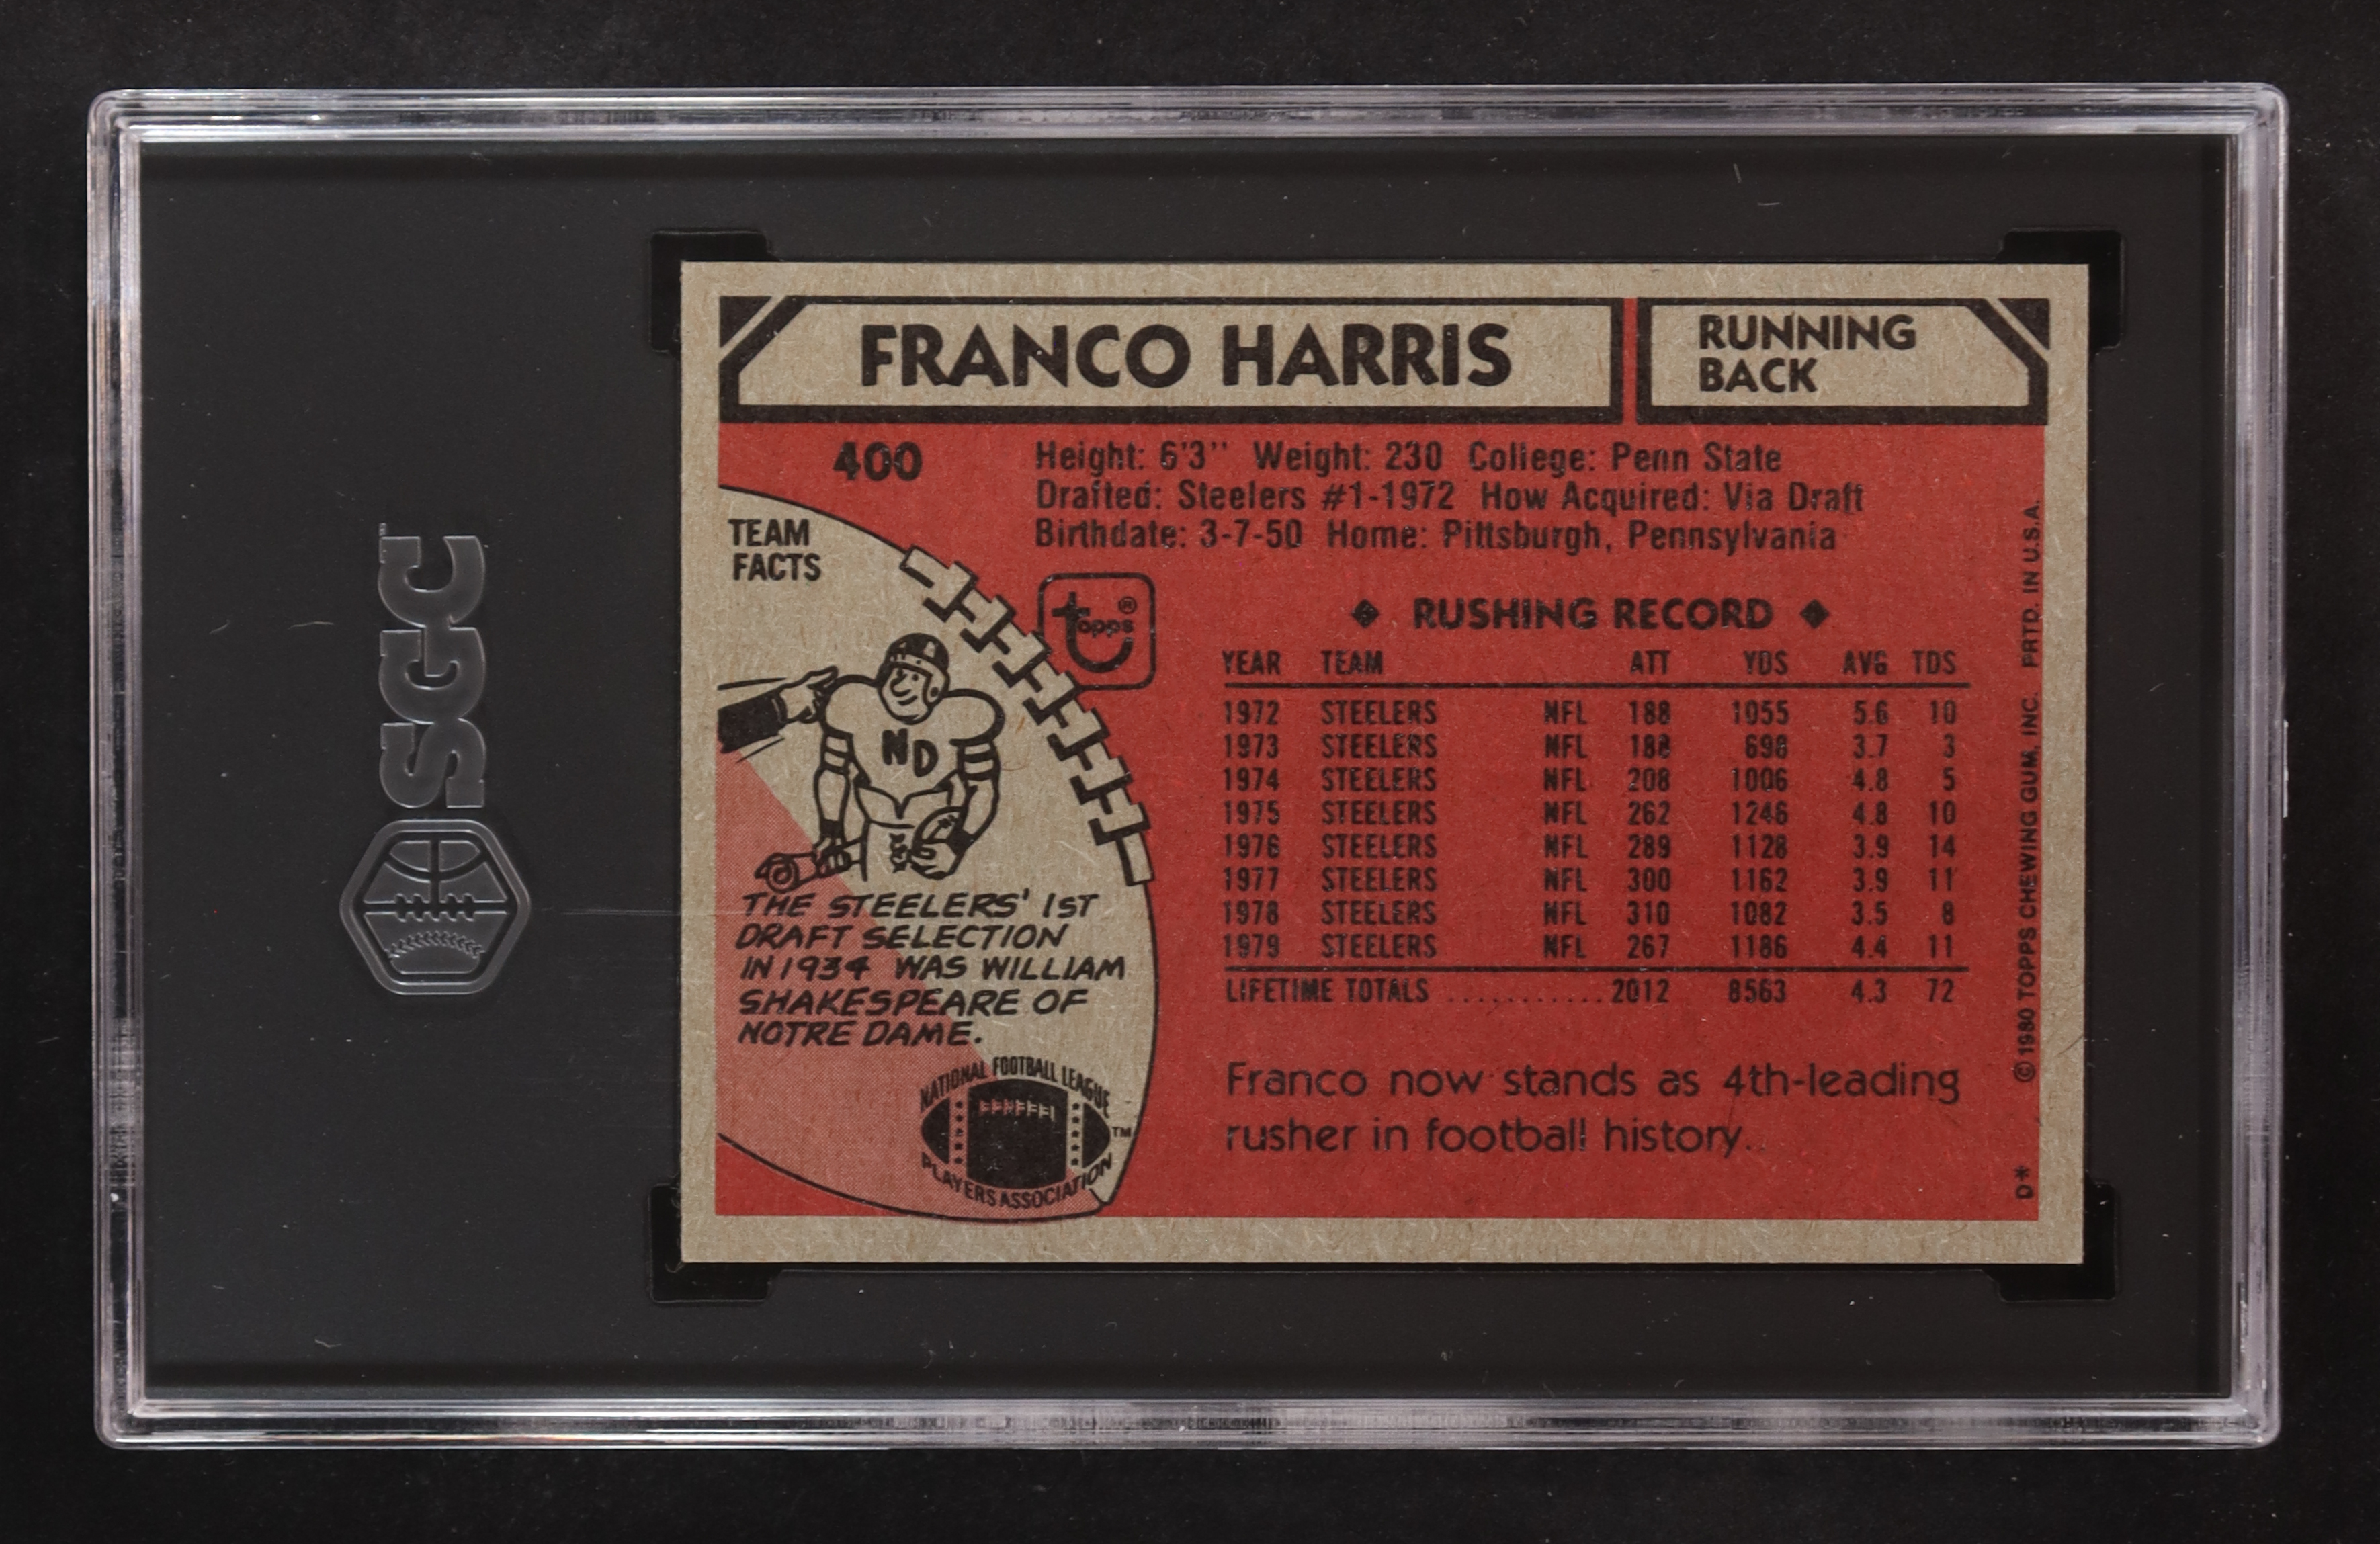 SGC
FRANCO HARRIS
RUNNING
BACK
400
Height: 6'3" Weight: 230 College: Penn State
Drafted: Steelers #1-1972 How Acquired: Via Draft
Birthdate: 3-7-50 Home: Pittsburgh, Pennsylvania
TEAM
FACTS
topps®
ND
THE STEELERS' 1ST
DRAFT SELECTION
IN 1934 WAS WILLIAM
SHAKESPEARE OF
NOTRE DAME.
NATIONAL FOOTBALL LEAGUE
PLAYERS ASSOCIATION
TM
◆ RUSHING RECORD ◆
YEAR TEAM ATT YDS AVG TDS
1972 STEELERS NFL 188 1055 5.6 10
1973 STEELERS NFL 188 698 3.7 3
1974 STEELERS NFL 208 1006 4.8 5
1975 STEELERS NFL 262 1246 4.8 10
1976 STEELERS NFL 289 1128 3.9 14
1977 STEELERS NFL 300 1162 3.9 11
1978 STEELERS NFL 310 1082 3.5 8
1979 STEELERS NFL 267 1186 4.4 11
LIFETIME TOTALS ............ 2012 8563 4.3 72
Franco now stands as 4th-leading
rusher in football history.
D* © 1980 TOPPS CHEWING GUM, INC. PRTD. IN U.S.A.